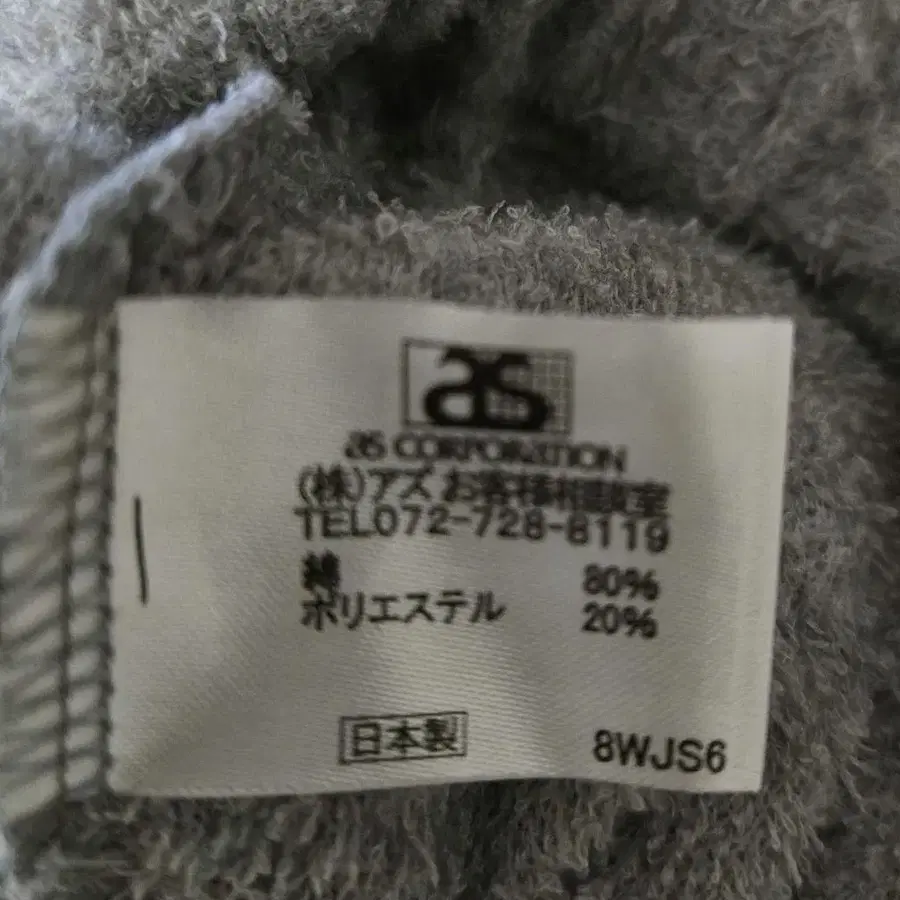 as
as CORPORATION
(株)アズ お客様相談室
TEL072-728-8119
綿 80%
ポリエステル 20%
日本製 8WJS6